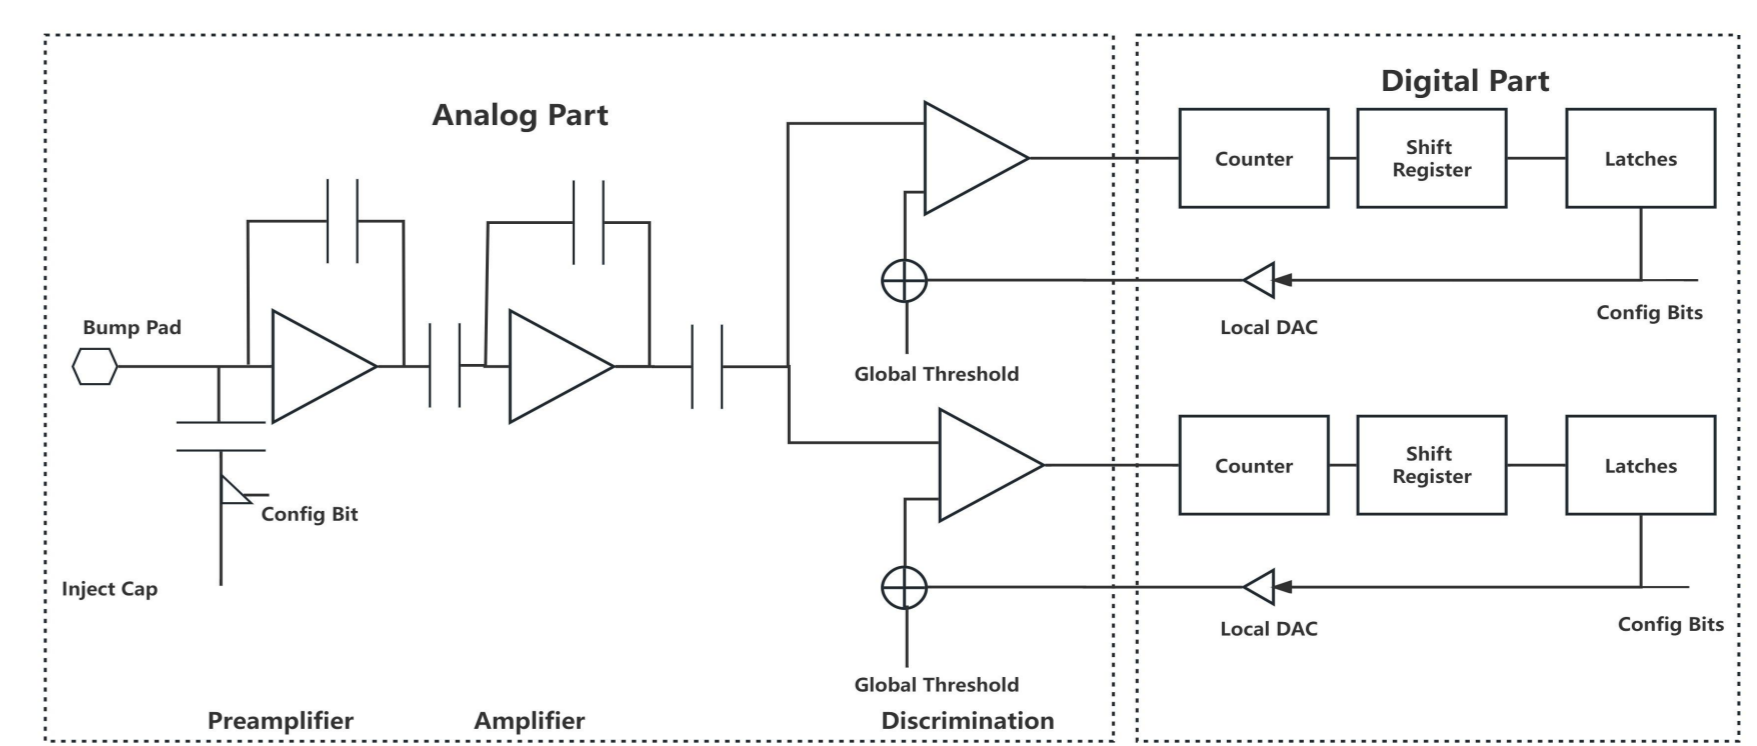 Digital Part
Analog Part
Counter
Shift
Register
Latches
Bump Pad
Local DAC
Config Bits
Global Threshold
Counter
Shift
Register
Latches
Config Bit
Inject Cap
Local DAC
Config Bits
Global Threshold
Preamplifier
Amplifier
Discrimination